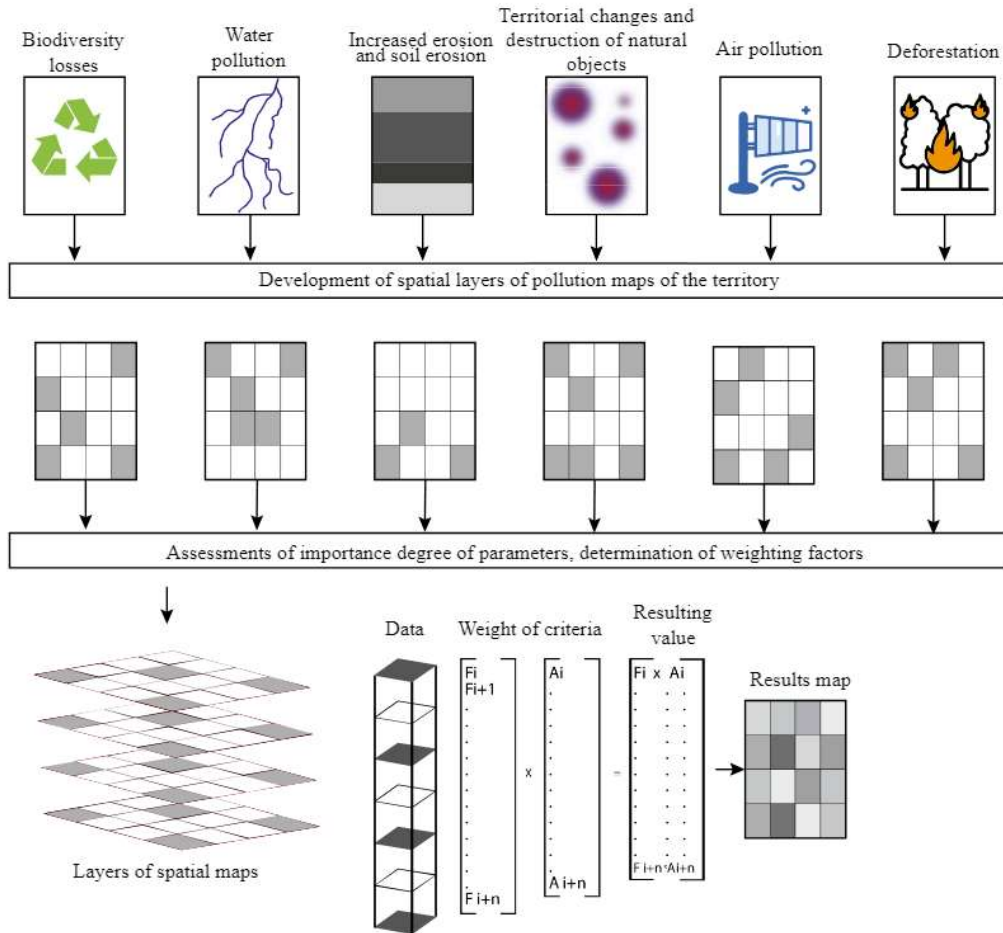 Biodiversity
losses
Water
pollution
Increased erosion
and soil erosion
Territorial changes and
destruction of natural
objects
Air pollution
Deforestation
Development of spatial layers of pollution maps of the territory
Assessments of importance degree of parameters, determination of weighting factors
Layers of spatial maps
Data
Weight of criteria
Resulting
value
Results map
Fi
Fi+1
Fi+n
x
Ai
Ai+n
=
Fi x Ai
Fi+n·Ai+n